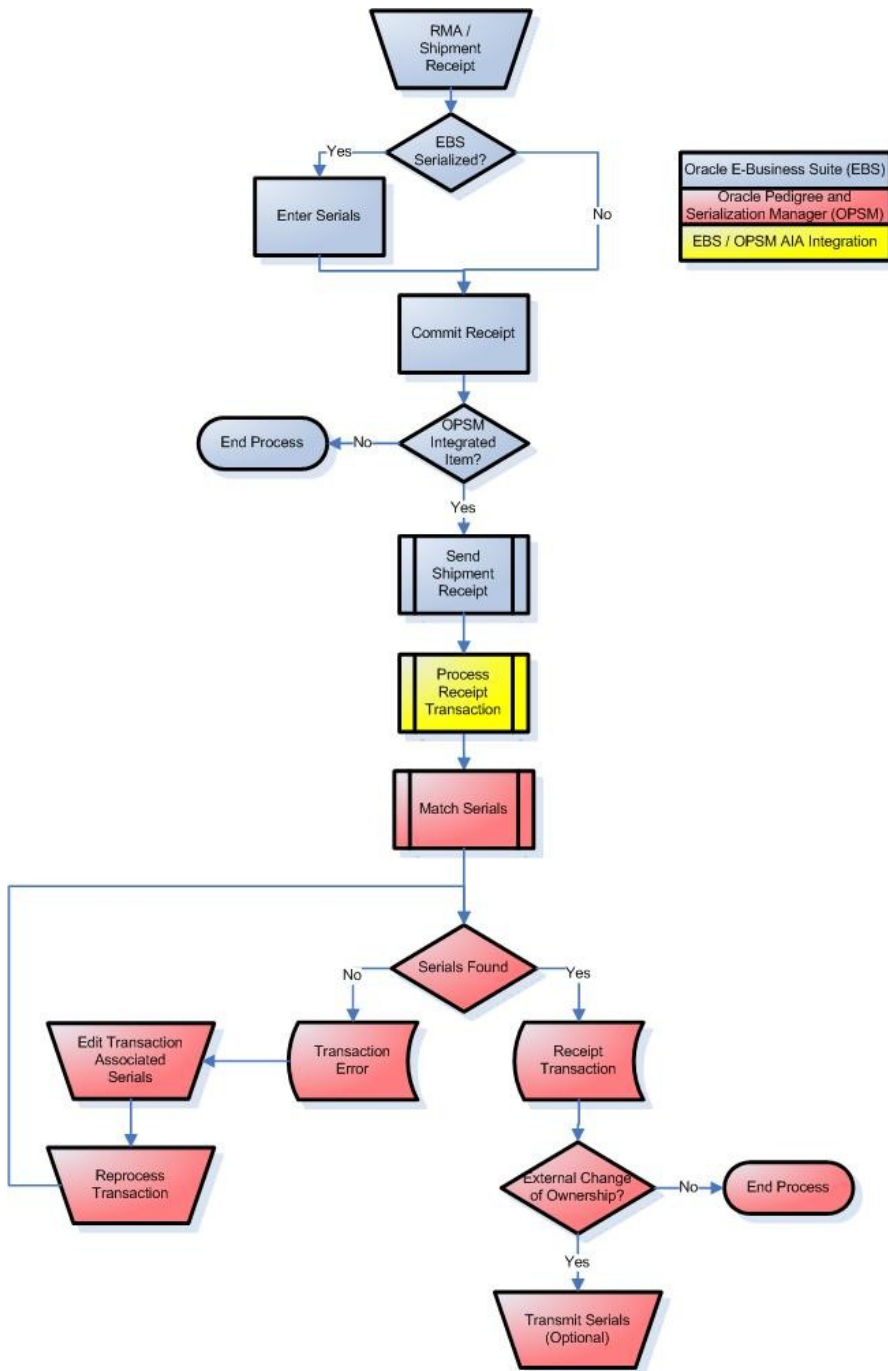 RMA /
Shipment
Receipt
EBS
Serialized?
Yes
No
Enter Serials
Oracle E-Business Suite (EBS)
Oracle Pedigree and
Serialization Manager (OPSM)
EBS / OPSM AIA Integration
Commit Receipt
OPSM
Integrated
Item?
No
End Process
Yes
Send
Shipment
Receipt
Process
Receipt
Transaction
Match Serials
Serials Found
No
Yes
Edit Transaction
Associated
Serials
Transaction
Error
Receipt
Transaction
Reprocess
Transaction
External Change
of Ownership?
No
End Process
Yes
Transmit Serials
(Optional)